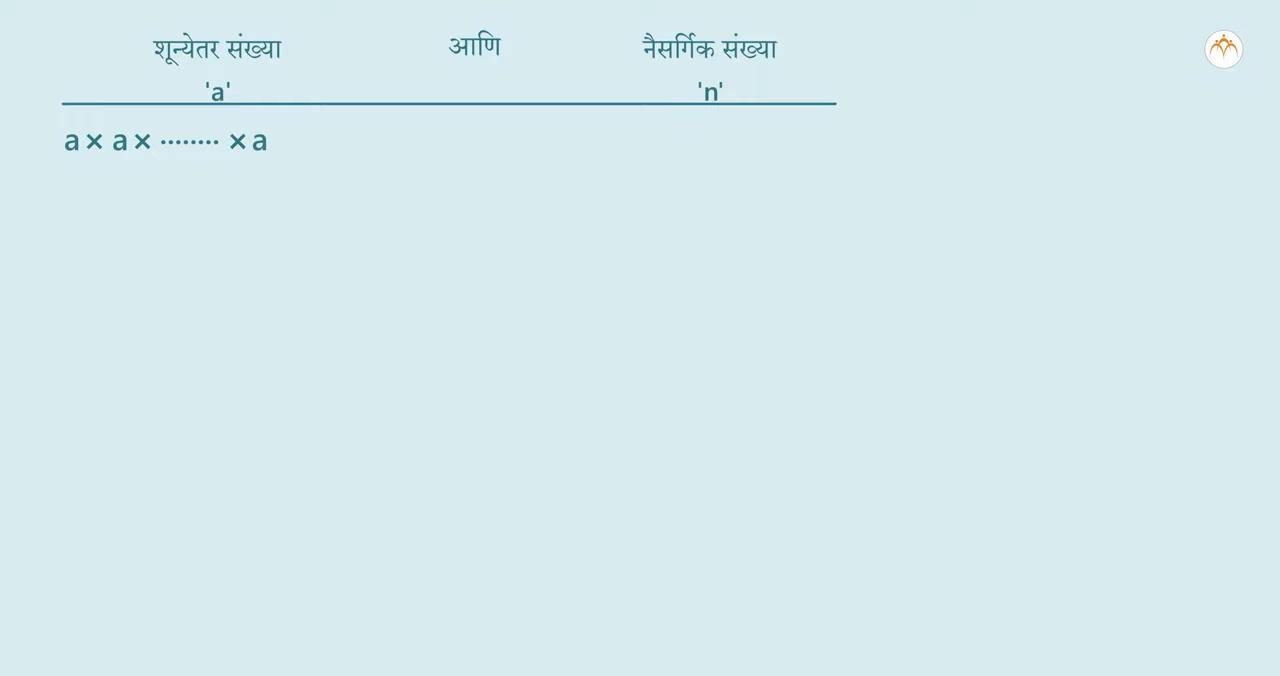 शून्येतर संख्या आणि नैसर्गिक संख्या
'a' 'n'
a × a × ........ × a